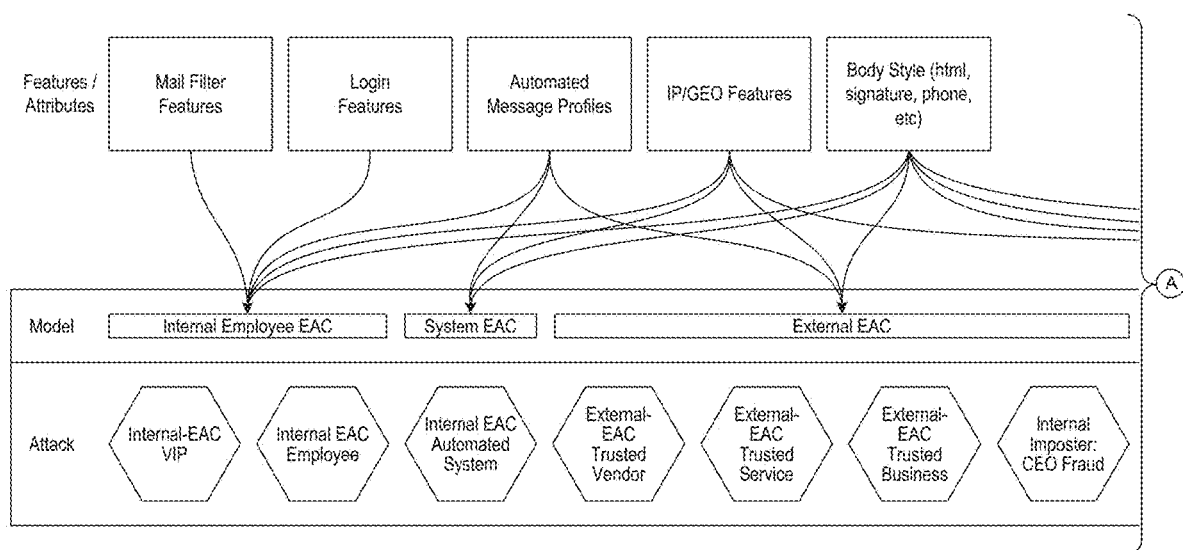 Features /
Attributes
Mail Filter
Features
Login
Features
Automated
Message Profiles
IP/GEO Features
Body Style (html,
signature, phone,
etc)
A
Model
Internal Employee EAC
System EAC
External EAC
Attack
Internal-EAC
VIP
Internal EAC
Employee
Internal EAC
Automated
System
External-
EAC
Trusted
Vendor
External-
EAC
Trusted
Service
External-
EAC
Trusted
Business
Internal
Imposter:
CEO Fraud